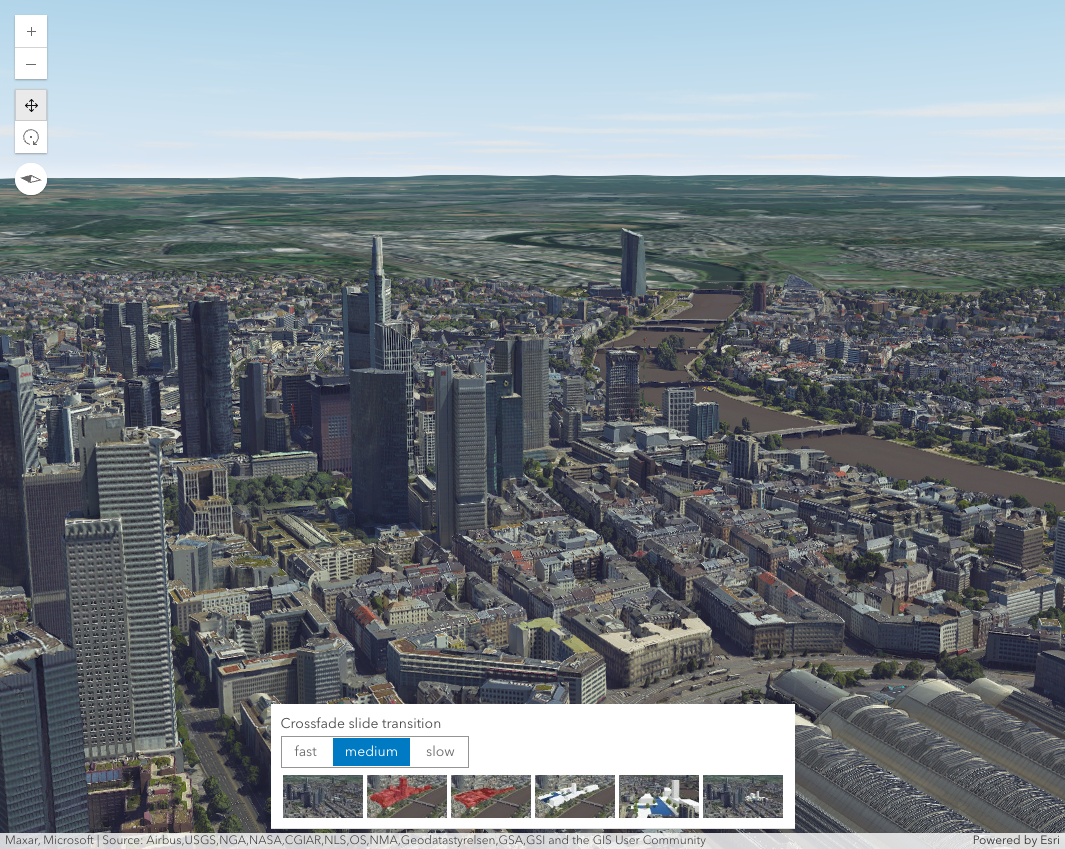 Crossfade slide transition
fast medium slow
Maxar, Microsoft | Source: Airbus,USGS,NGA,NASA,CGIAR,NLS,OS,NMA,Geodatastyrelsen,GSA,GSI and the GIS User Community Powered by Esri